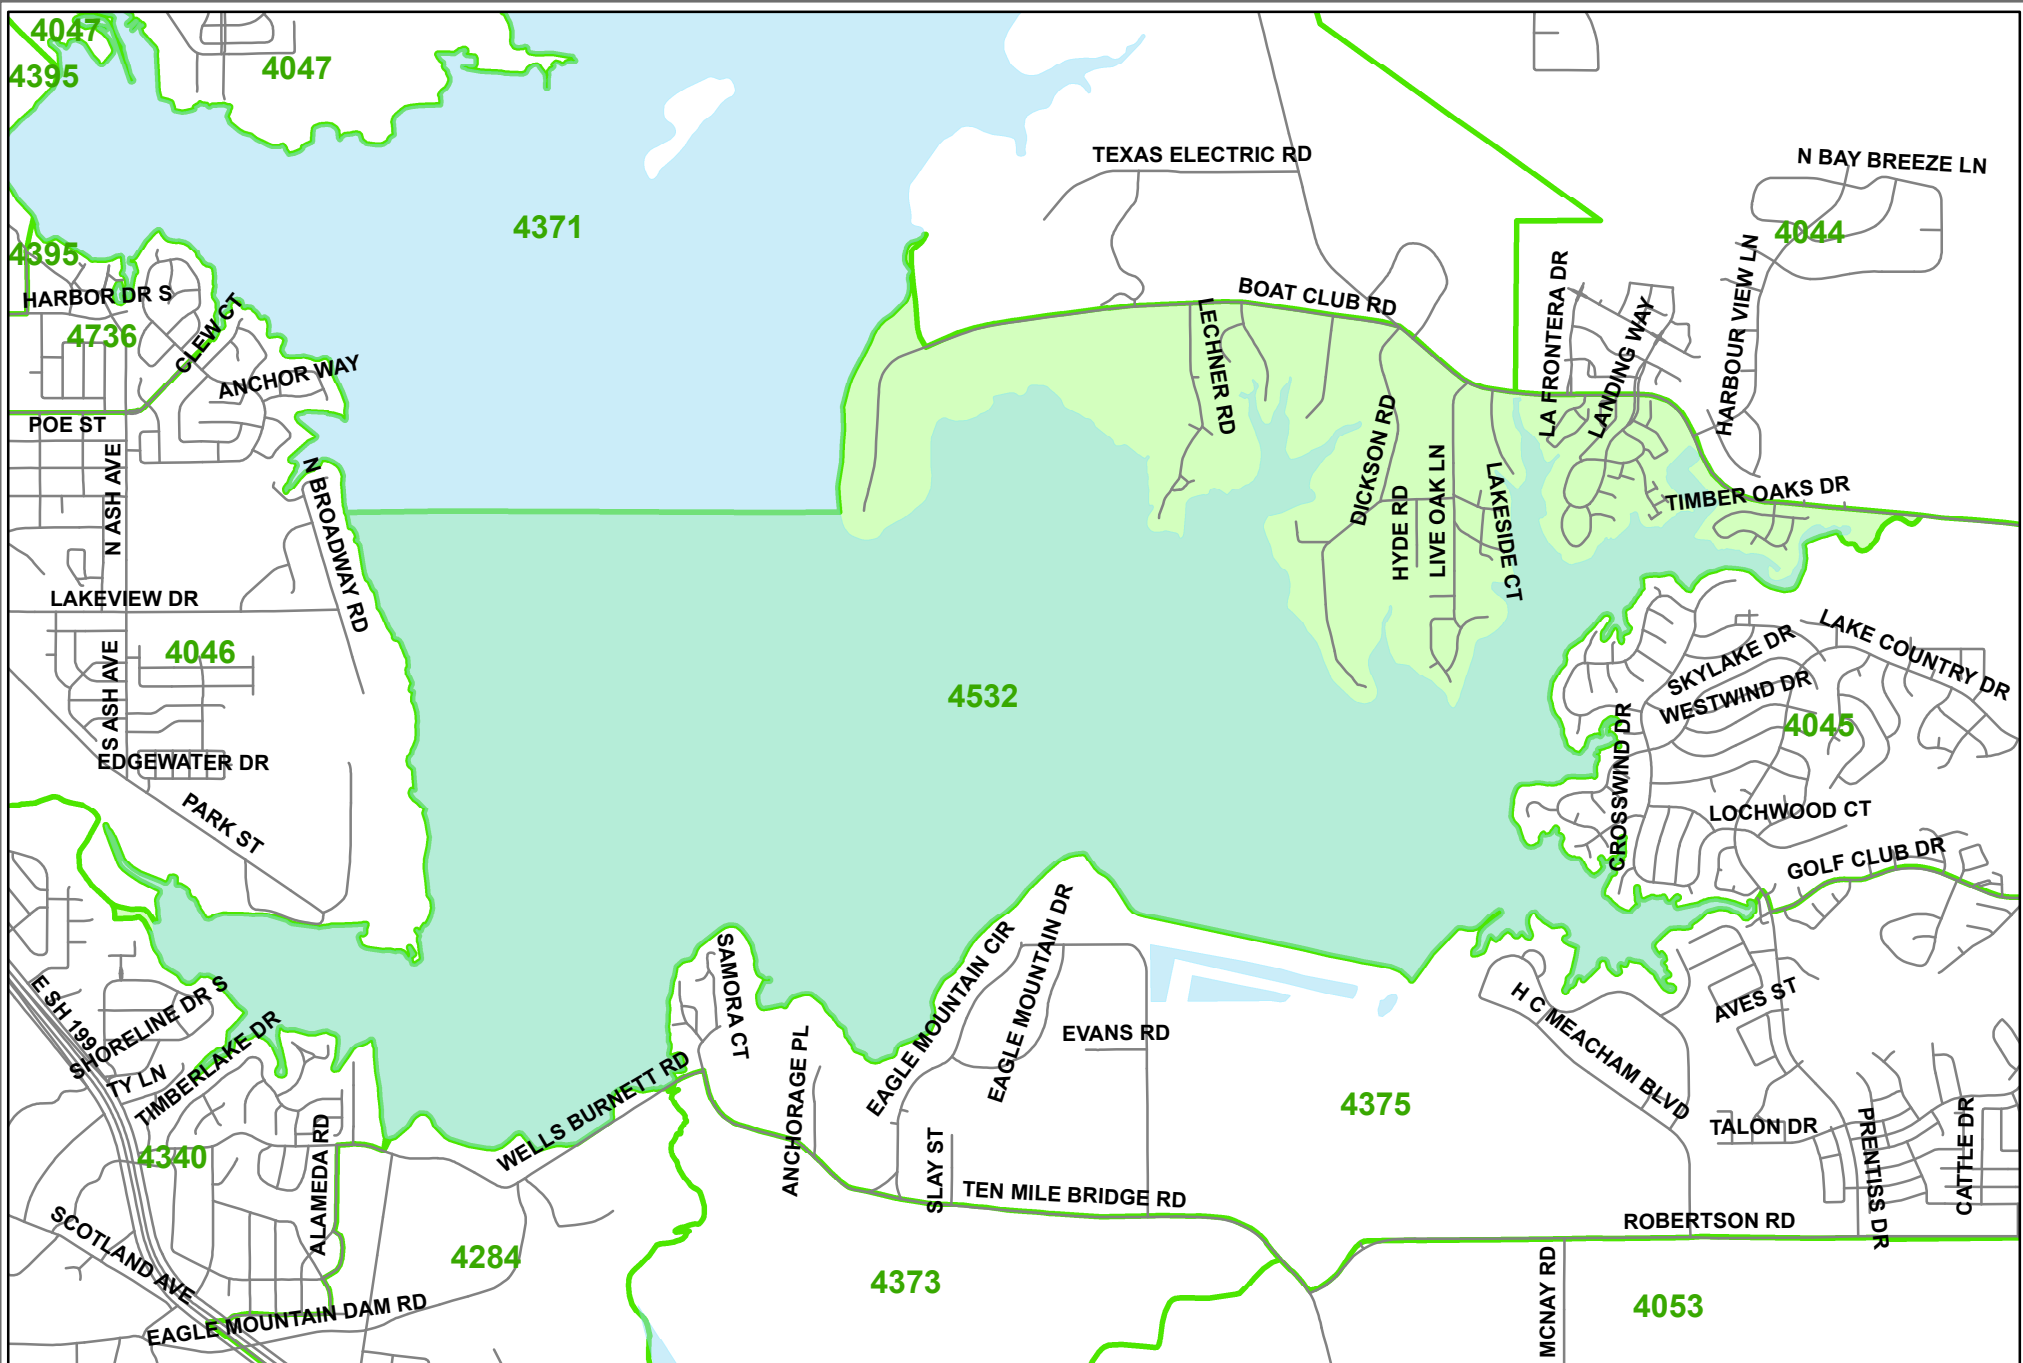 4047
4395
4047
TEXAS ELECTRIC RD
N BAY BREEZE LN
4371
4044
4395
HARBOR DR S
4736
CLEW CT
ANCHOR WAY
POE ST
N ASH AVE
N BROADWAY RD
BOAT CLUB RD
LECHNER RD
LA FRONTERA DR
LANDING WAY
HARBOUR VIEW LN
DICKSON RD
HYDE RD
LIVE OAK LN
LAKESIDE CT
TIMBER OAKS DR
LAKEVIEW DR
4046
S ASH AVE
EDGEWATER DR
PARK ST
4532
SKYLAKE DR
WESTWIND DR
LAKE COUNTRY DR
4045
CROSSWIND DR
LOCHWOOD CT
GOLF CLUB DR
E SH 199
SHORELINE DR S
TY LN
TIMBERLAKE DR
4340
ALAMEDA RD
SCOTLAND AVE
EAGLE MOUNTAIN DAM RD
4284
WELLS BURNETT RD
SAMORA CT
ANCHORAGE PL
EAGLE MOUNTAIN CIR
EAGLE MOUNTAIN DR
EVANS RD
SLAY ST
TEN MILE BRIDGE RD
4373
4375
H C MEACHAM BLVD
AVES ST
TALON DR
PRENTISS DR
CATTLE DR
ROBERTSON RD
MCNAY RD
4053